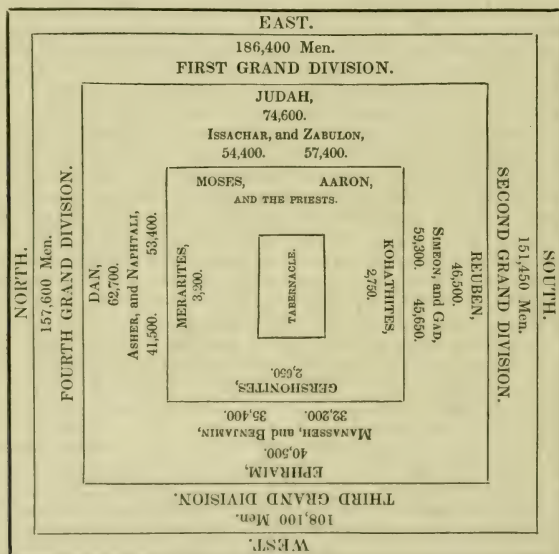 EAST.
186,400 Men.
FIRST GRAND DIVISION.
JUDAH,
74,600.
ISSACHAR, and ZABULON,
54,400. 57,400.
MOSES, AARON,
AND THE PRIESTS.
TABERNACLE.
SOUTH.
151,450 Men.
SECOND GRAND DIVISION.
REUBEN,
46,500.
SIMEON, and GAD,
59,300. 45,650.
KOHATHITES,
2,750.
WEST.
108,100 Men.
THIRD GRAND DIVISION.
EPHRAIM,
40,500.
MANASSEH, and BENJAMIN,
32,200. 35,400.
GERSHONITES,
2,650.
NORTH.
157,600 Men.
FOURTH GRAND DIVISION.
DAN,
62,700.
ASHER, and NAPHTALI,
41,500. 53,400.
MERARITES,
3,200.